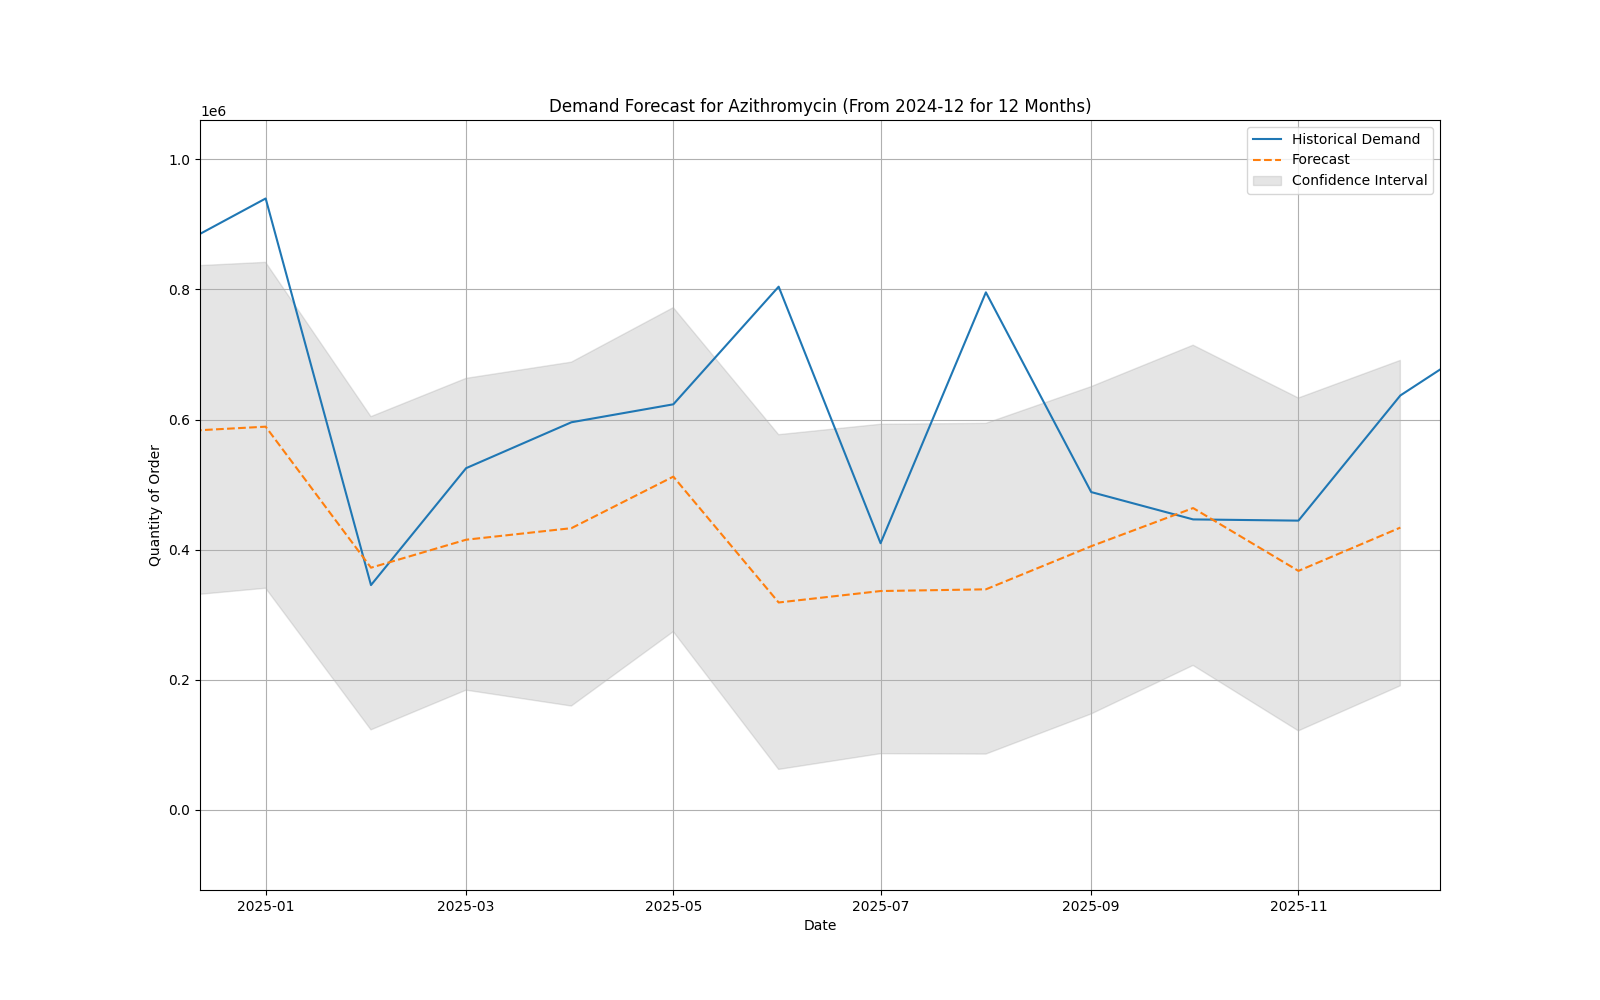 Demand Forecast for Azithromycin (From 2024-12 for 12 Months)
1e6
Historical Demand
Forecast
Confidence Interval
1.0
0.8
0.6
0.4
0.2
0.0
Quantity of Order
2025-01 2025-03 2025-05 2025-07 2025-09 2025-11
Date